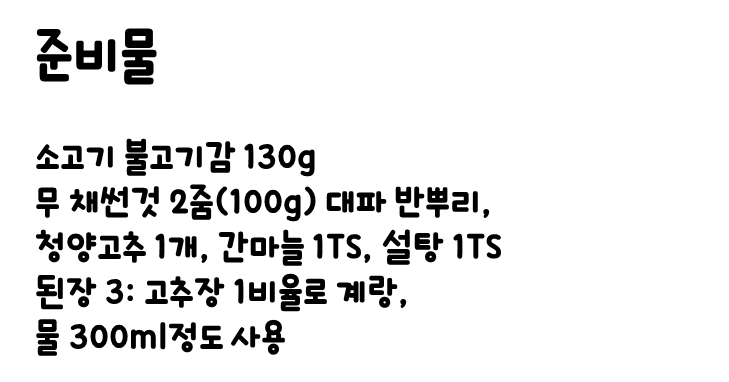 준비물
소고기 불고기감 130g
무 채썬것 2줌(100g) 대파 반뿌리,
청양고추 1개, 간마늘 1TS, 설탕 1TS
된장 3: 고추장 1비율로 계량,
물 300ml정도 사용